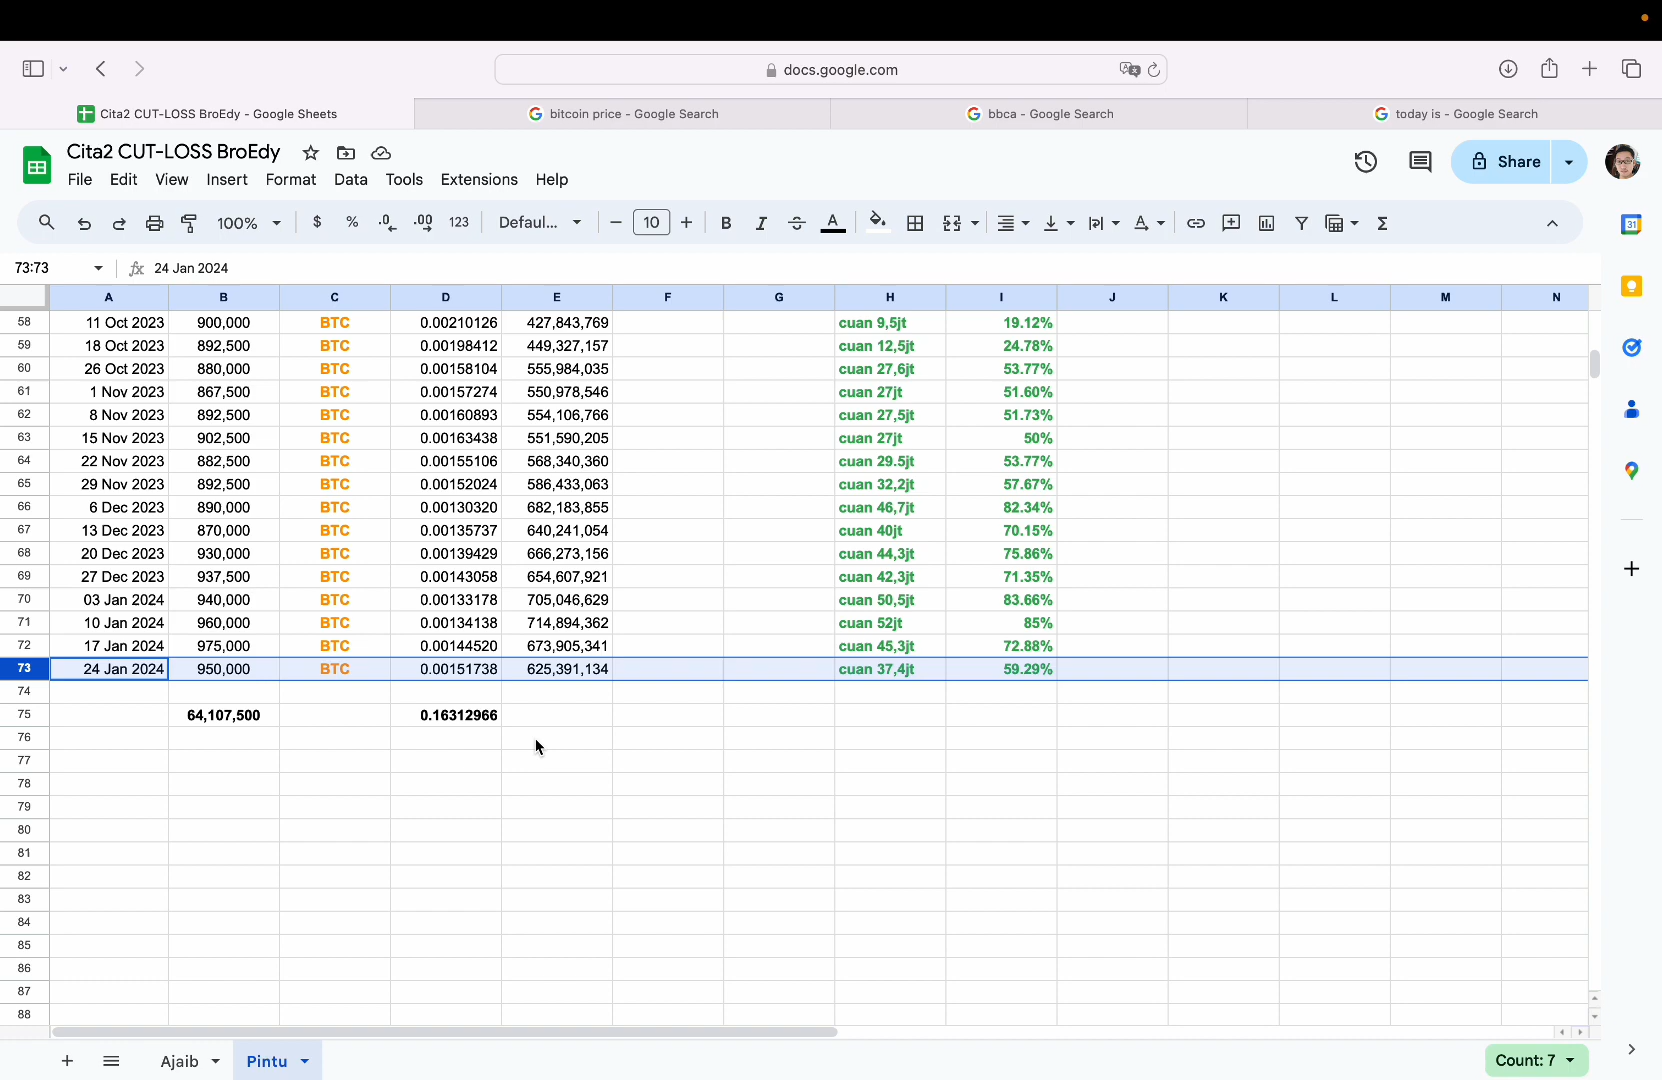 docs.google.com
Cita2 CUT-LOSS BroEdy - Google Sheets
bitcoin price - Google Search
bbca - Google Search
today is - Google Search
Cita2 CUT-LOSS BroEdy
Share
File Edit View Insert Format Data Tools Extensions Help
100% $ % .0 .00 123 Defaul... − 10 + B I S A A Σ
31
73:73 fx 24 Jan 2024
A B C D E F G H I J K L M N
58 11 Oct 2023 900,000 BTC 0.00210126 427,843,769 cuan 9,5jt 19.12%
59 18 Oct 2023 892,500 BTC 0.00198412 449,327,157 cuan 12,5jt 24.78%
60 26 Oct 2023 880,000 BTC 0.00158104 555,984,035 cuan 27,6jt 53.77%
61 1 Nov 2023 867,500 BTC 0.00157274 550,978,546 cuan 27jt 51.60%
62 8 Nov 2023 892,500 BTC 0.00160893 554,106,766 cuan 27,5jt 51.73%
63 15 Nov 2023 902,500 BTC 0.00163438 551,590,205 cuan 27jt 50%
64 22 Nov 2023 882,500 BTC 0.00155106 568,340,360 cuan 29.5jt 53.77%
65 29 Nov 2023 892,500 BTC 0.00152024 586,433,063 cuan 32,2jt 57.67%
66 6 Dec 2023 890,000 BTC 0.00130320 682,183,855 cuan 46,7jt 82.34%
67 13 Dec 2023 870,000 BTC 0.00135737 640,241,054 cuan 40jt 70.15%
68 20 Dec 2023 930,000 BTC 0.00139429 666,273,156 cuan 44,3jt 75.86%
69 27 Dec 2023 937,500 BTC 0.00143058 654,607,921 cuan 42,3jt 71.35%
70 03 Jan 2024 940,000 BTC 0.00133178 705,046,629 cuan 50,5jt 83.66%
71 10 Jan 2024 960,000 BTC 0.00134138 714,894,362 cuan 52jt 85%
72 17 Jan 2024 975,000 BTC 0.00144520 673,905,341 cuan 45,3jt 72.88%
73 24 Jan 2024 950,000 BTC 0.00151738 625,391,134 cuan 37,4jt 59.29%
74
75 64,107,500 0.16312966
76
77
78
79
80
81
82
83
84
85
86
87
88
Ajaib Pintu Count: 7